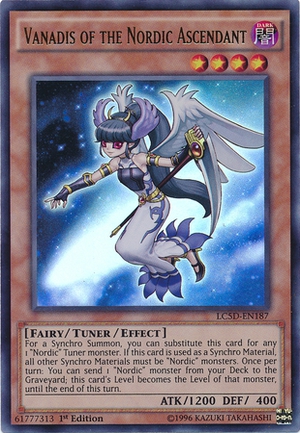 VANADIS OF THE NORDIC ASCENDANT
DARK
闇
LC5D-EN187
[FAIRY/TUNER/EFFECT]
For a Synchro Summon, you can substitute this card for any
1 "Nordic" Tuner monster. If this card is used as a Synchro Material,
all other Synchro Materials must be "Nordic" monsters. Once per
turn: You can send 1 "Nordic" monster from your Deck to the
Graveyard; this card's Level becomes the Level of that monster,
until the end of this turn.
ATK/1200 DEF/ 400
61777313 1st Edition ©1996 KAZUKI TAKAHASHI